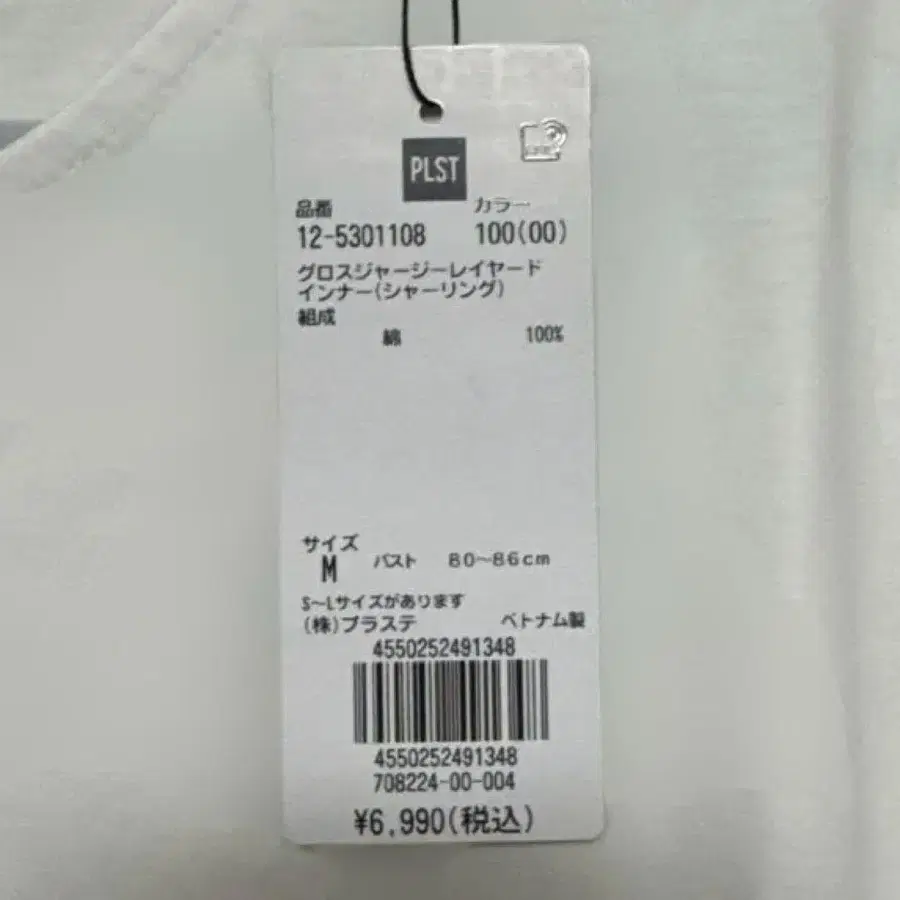 PLST
品番 カラー
12-5301108 100(00)
グロスジャージーレイヤード
インナー(シャーリング)
組成
綿 100%
サイズ
M バスト 80~86cm
S~Lサイズがあります
(株)プラステ ベトナム製
4550252491348
4550252491348
708224-00-004
¥6,990(税込)